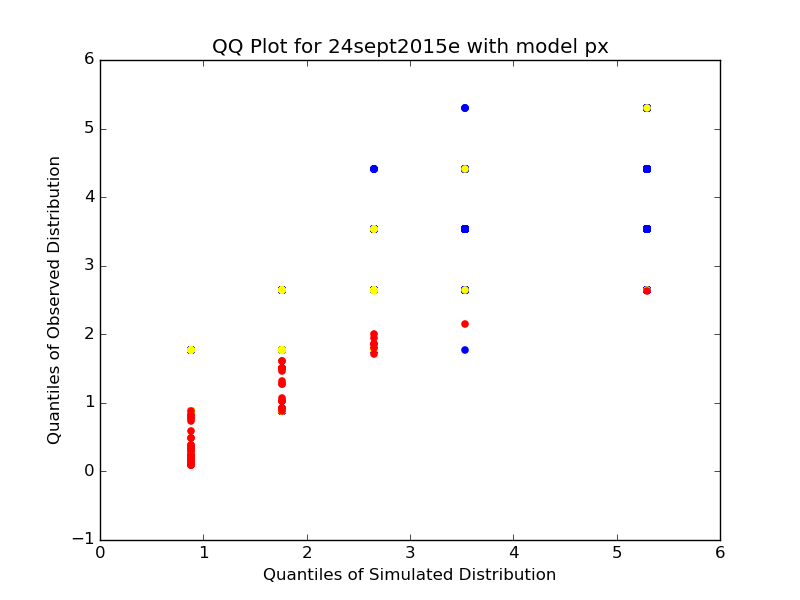 QQ Plot for 24sept2015e with model px
6
5
4
3
2
1
0
−1
Quantiles of Observed Distribution
0 1 2 3 4 5 6
Quantiles of Simulated Distribution